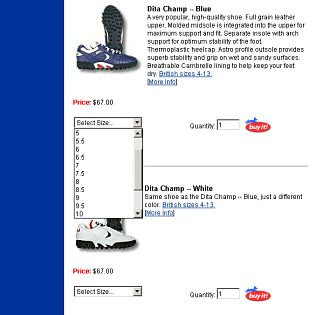 Dita Champ -- Blue
A very popular, high-quality shoe. Full grain leather
upper. Molded midsole is integrated into the upper for
maximum support and fit. Separate insole with arch
support for optimum stability of the foot.
Thermoplastic heelcap. Astro profile outsole provides
superb stability and grip on wet and sandy surfaces.
Breathable Cambrelle lining to help keep your feet
dry. British sizes 4-13.
[More Info]
Price: $67.00
Select Size...
Quantity: 1 buy it!
5
5.5
6
6.5
7
7.5
8
8.5
9
9.5
10
Dita Champ -- White
Same shoe as the Dita Champ -- Blue, just a different
color. British sizes 4-13.
[More Info]
Price: $67.00
Select Size...
Quantity: 1 buy it!